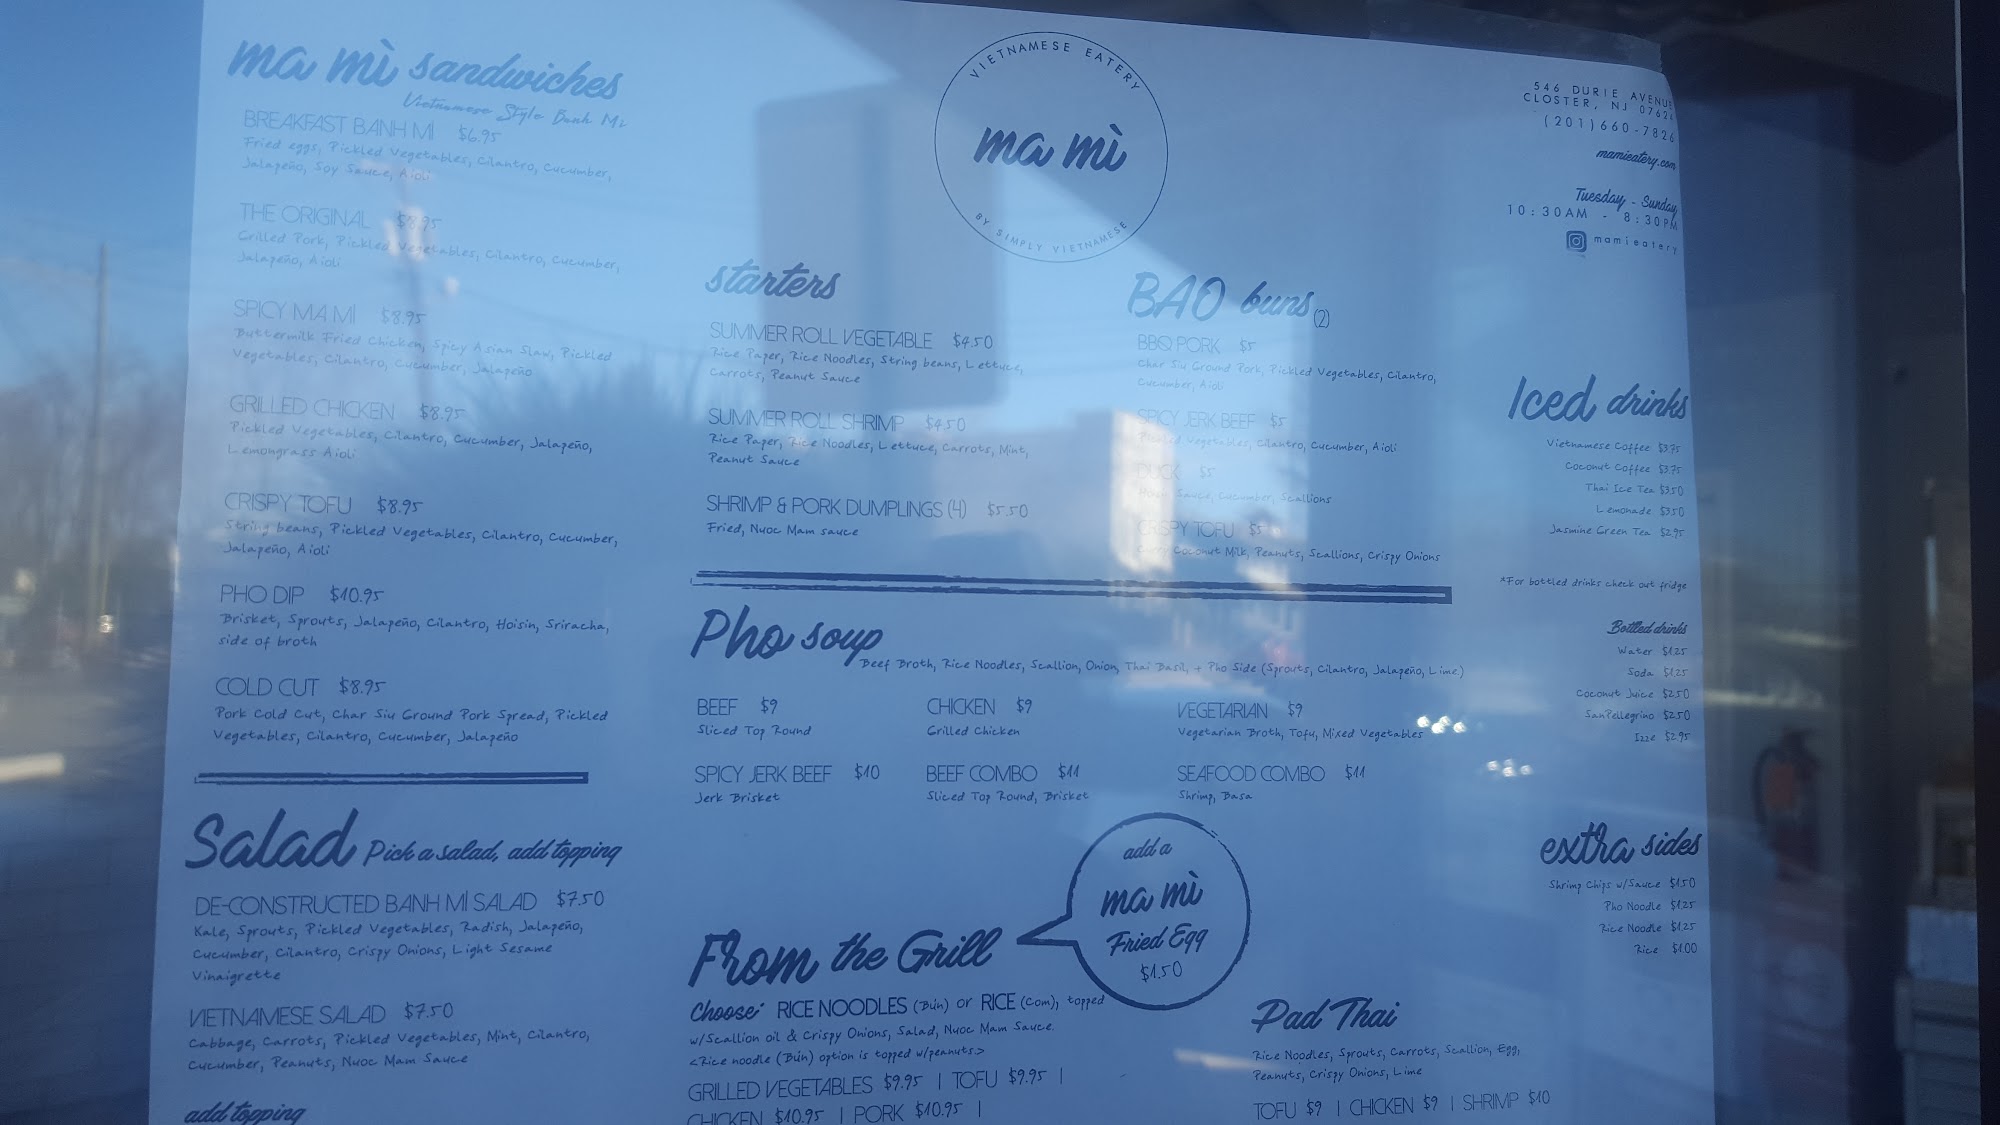 ma mì sandwiches
Vietnamese Style Banh Mi
BREAKFAST BANH MI $6.95
Fried eggs, Pickled Vegetables, Cilantro, Cucumber,
Jalapeño, Soy Sauce, Aioli
THE ORIGINAL $8.95
Grilled Pork, Pickled Vegetables, Cilantro, Cucumber,
Jalapeño, Aioli
SPICY MA MÌ $8.95
Buttermilk Fried Chicken, Spicy Asian Slaw, Pickled
Vegetables, Cilantro, Cucumber, Jalapeño
GRILLED CHICKEN $8.95
Pickled Vegetables, Cilantro, Cucumber, Jalapeño,
Lemongrass Aioli
CRISPY TOFU $8.95
String beans, Pickled Vegetables, Cilantro, Cucumber,
Jalapeño, Aioli
PHO DIP $10.95
Brisket, Sprouts, Jalapeño, Cilantro, Hoisin, Sriracha,
side of broth
COLD CUT $8.95
Pork Cold Cut, Char Siu Ground Pork Spread, Pickled
Vegetables, Cilantro, Cucumber, Jalapeño
Salad Pick a salad, add topping
DE-CONSTRUCTED BANH MÌ SALAD $7.50
Kale, Sprouts, Pickled Vegetables, Radish, Jalapeño,
Cucumber, Cilantro, Crispy Onions, Light Sesame
Vinaigrette
VIETNAMESE SALAD $7.50
Cabbage, Carrots, Pickled Vegetables, Mint, Cilantro,
Cucumber, Peanuts, Nuoc Mam Sauce
add topping
VIETNAMESE EATERY
ma mì
BY SIMPLY VIETNAMESE
starters
SUMMER ROLL VEGETABLE $4.50
Rice Paper, Rice Noodles, String beans, Lettuce,
Carrots, Peanut Sauce
SUMMER ROLL SHRIMP $4.50
Rice Paper, Rice Noodles, Lettuce, Carrots, Mint,
Peanut Sauce
SHRIMP & PORK DUMPLINGS (4) $5.50
Fried, Nuoc Mam sauce
BAO buns (2)
BBQ PORK $5
Char Siu Ground Pork, Pickled Vegetables, Cilantro,
Cucumber, Aioli
SPICY JERK BEEF $5
Pickled Vegetables, Cilantro, Cucumber, Aioli
DUCK $5
Hoisin Sauce, Cucumber, Scallions
CRISPY TOFU $5
Curry Coconut Milk, Peanuts, Scallions, Crispy Onions
Pho soup
Beef Broth, Rice Noodles, Scallion, Onion, Thai Basil, + Pho Side (Sprouts, Cilantro, Jalapeño, Lime)
BEEF $9
Sliced Top Round
CHICKEN $9
Grilled Chicken
VEGETARIAN $9
Vegetarian Broth, Tofu, Mixed Vegetables
SPICY JERK BEEF $10
Jerk Brisket
BEEF COMBO $11
Sliced Top Round, Brisket
SEAFOOD COMBO $11
Shrimp, Basa
From the Grill
add a
ma mì
Fried Egg
$1.50
Choose: RICE NOODLES (Bún) or RICE (Com), topped
w/Scallion oil & Crispy Onions, Salad, Nuoc Mam Sauce.
<Rice noodle (Bún) option is topped w/peanuts.>
GRILLED VEGETABLES $9.95 | TOFU $9.95 |
CHICKEN $10.95 | PORK $10.95 |
Pad Thai
Rice Noodles, Sprouts, Carrots, Scallion, Egg,
Peanuts, Crispy Onions, Lime
TOFU $9 | CHICKEN $9 | SHRIMP $10
546 DURIE AVENUE
CLOSTER, NJ 07624
(201)660-7826
mamieatery.com
Tuesday - Sunday
10:30AM - 8:30PM
mamieatery
Iced drinks
Vietnamese Coffee $3.75
Coconut Coffee $3.75
Thai Ice Tea $3.50
Lemonade $3.50
Jasmine Green Tea $2.95
*For bottled drinks check out fridge
Bottled drinks
Water $1.25
Soda $1.25
Coconut Juice $2.50
SanPellegrino $2.50
Izze $2.95
extra sides
Shrimp Chips w/Sauce $1.50
Pho Noodle $1.25
Rice Noodle $1.25
Rice $1.00